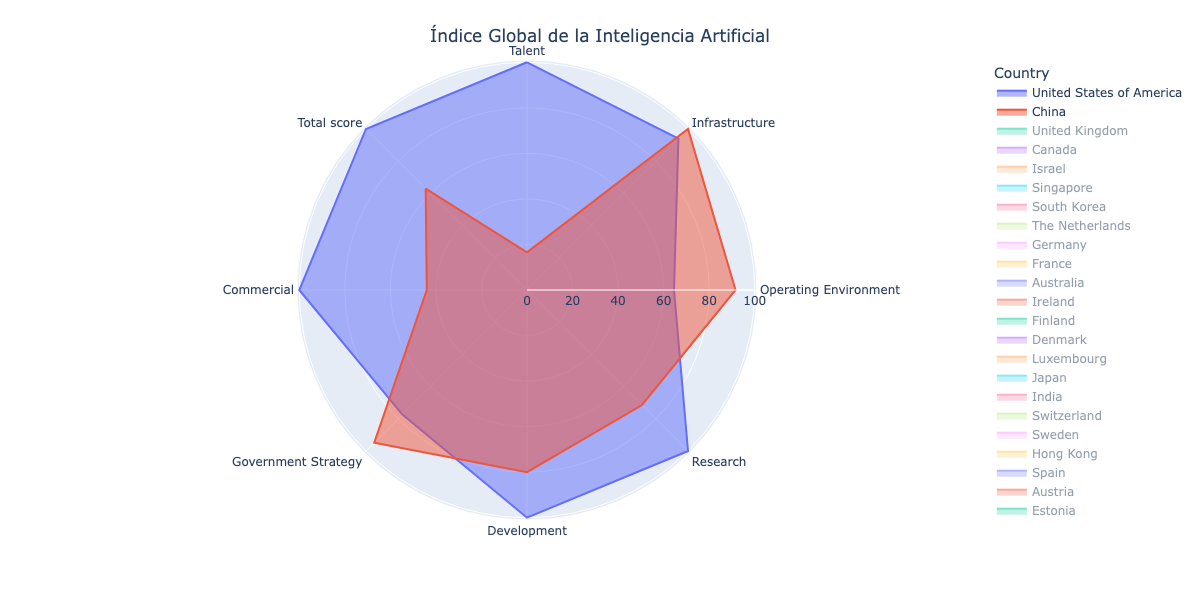 Índice Global de la Inteligencia Artificial
Talent
Total score
Infrastructure
Commercial
0 20 40 60 80 100
Operating Environment
Government Strategy
Research
Development
Country
United States of America
China
United Kingdom
Canada
Israel
Singapore
South Korea
The Netherlands
Germany
France
Australia
Ireland
Finland
Denmark
Luxembourg
Japan
India
Switzerland
Sweden
Hong Kong
Spain
Austria
Estonia